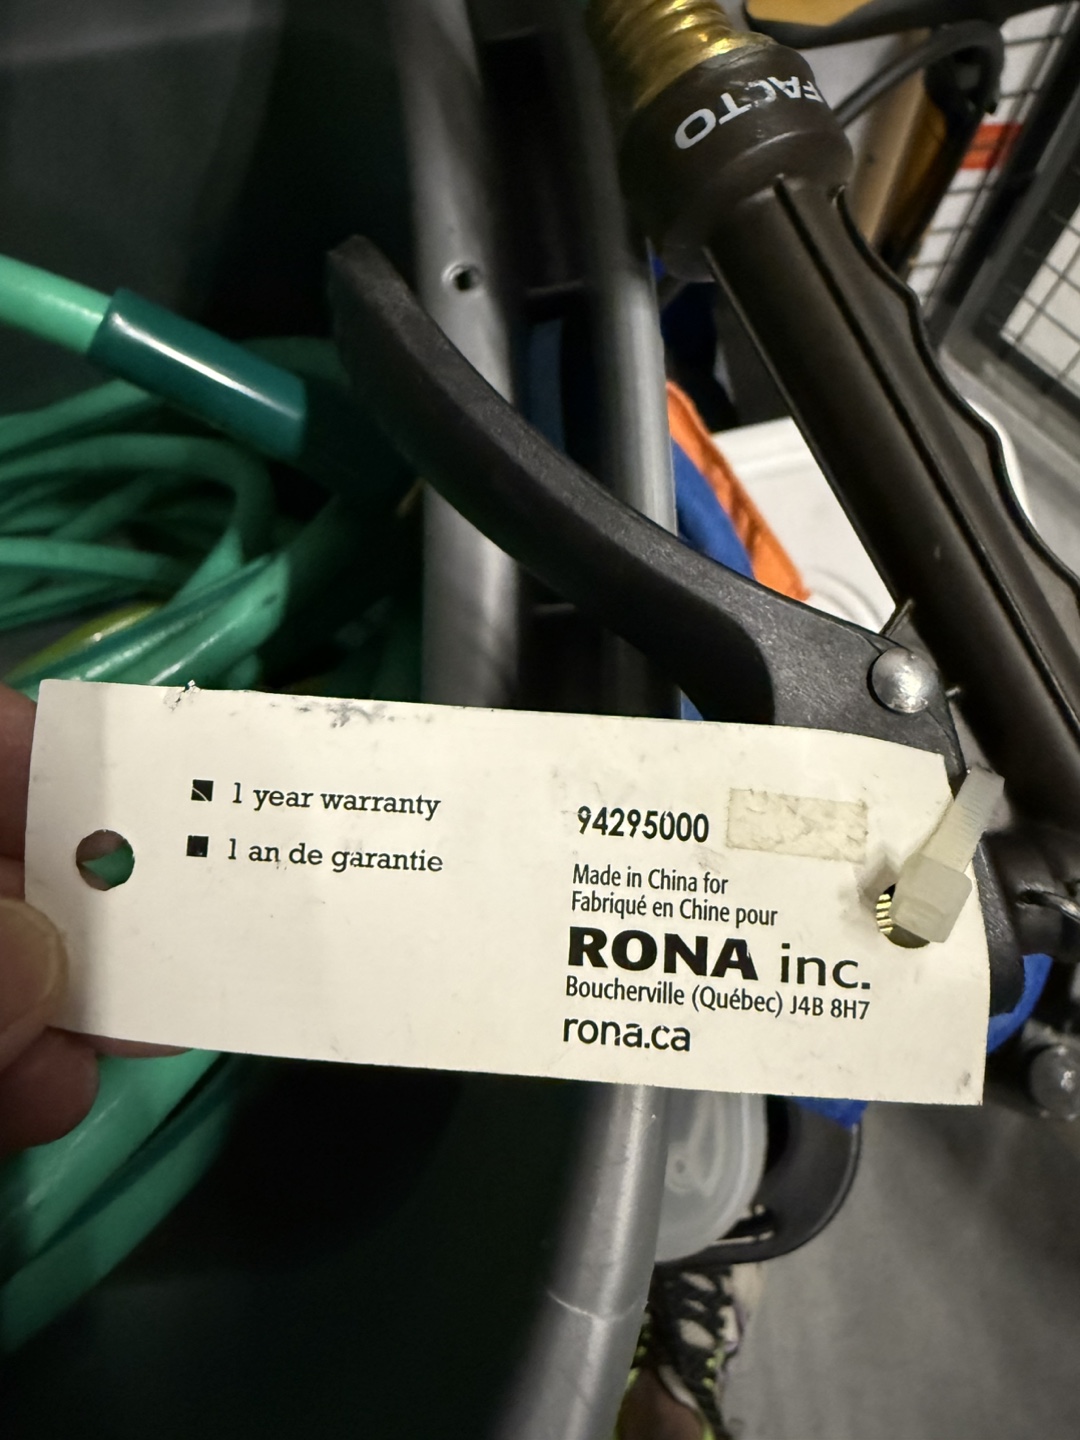 FACTO
1 year warranty
1 an de garantie
94295000
Made in China for
Fabriqué en Chine pour
RONA inc.
Boucherville (Québec) J4B 8H7
rona.ca